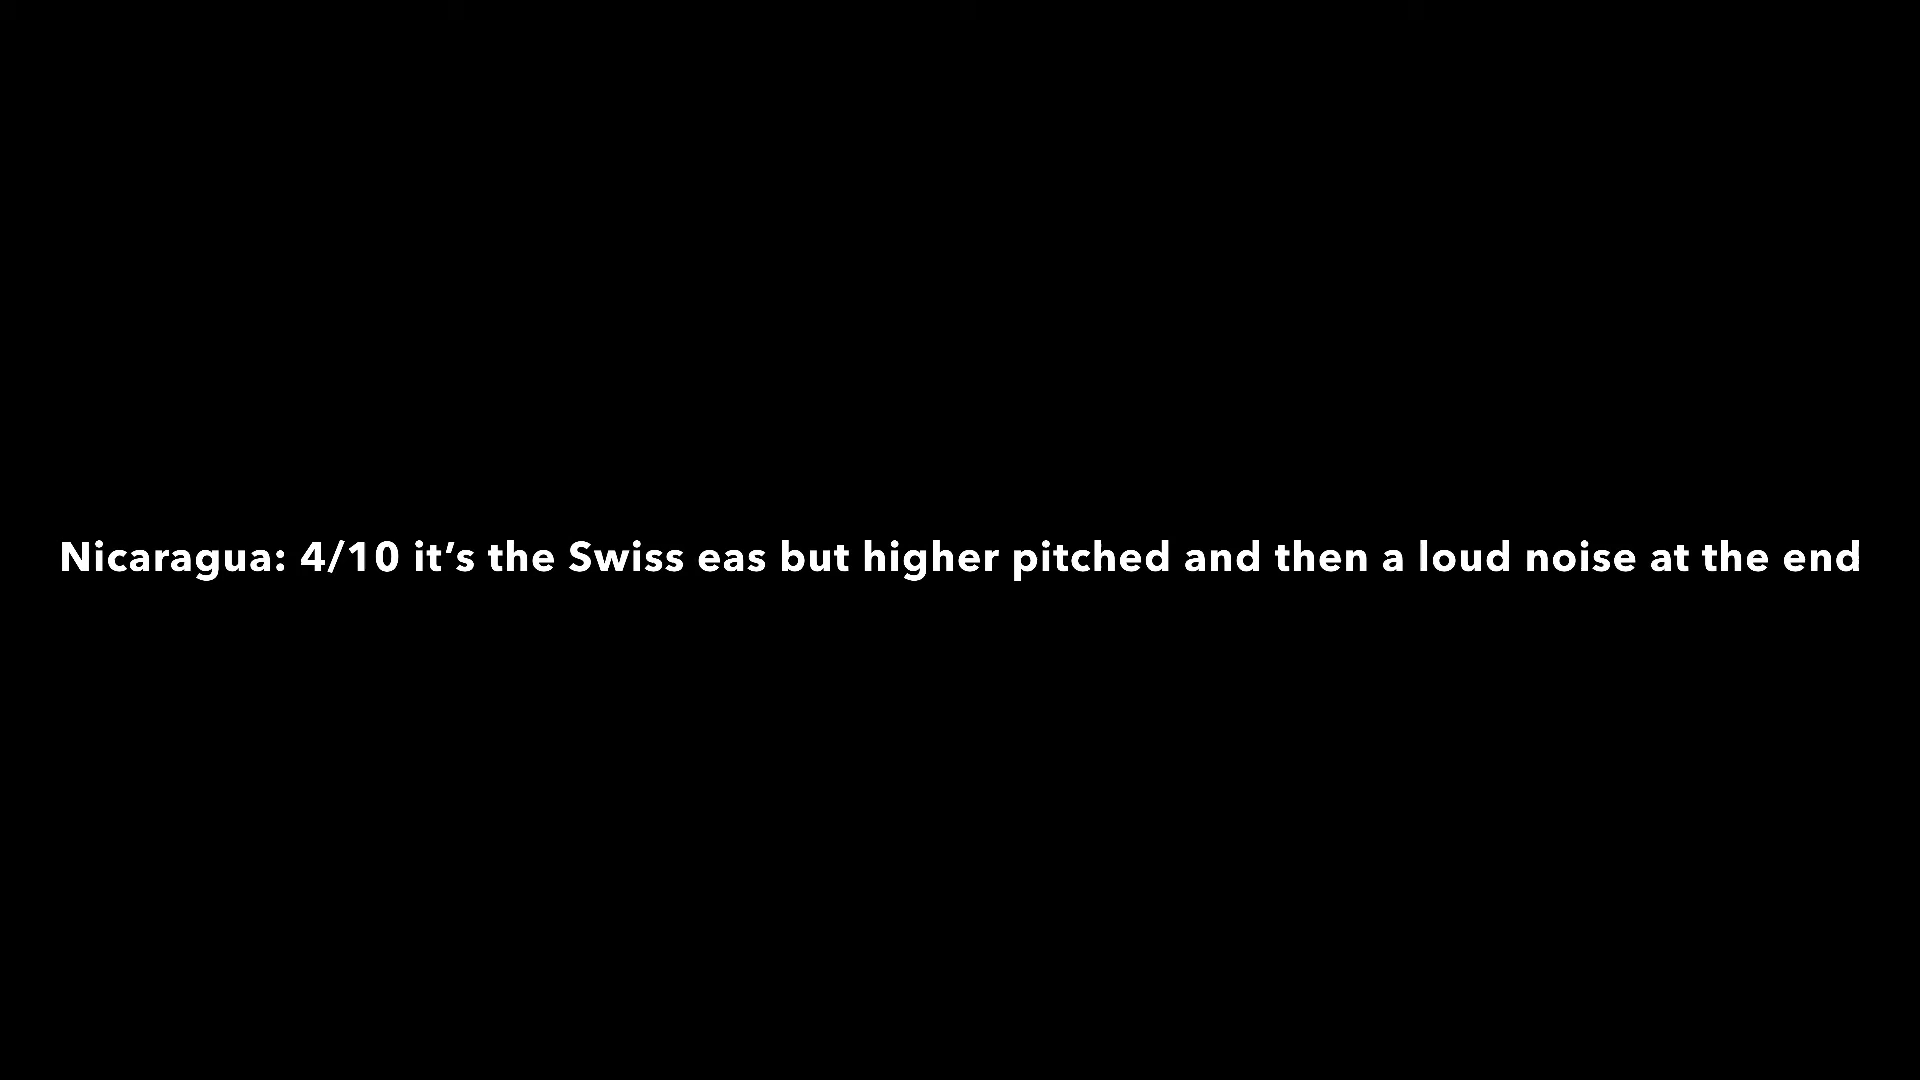 Nicaragua: 4/10 it’s the Swiss eas but higher pitched and then a loud noise at the end